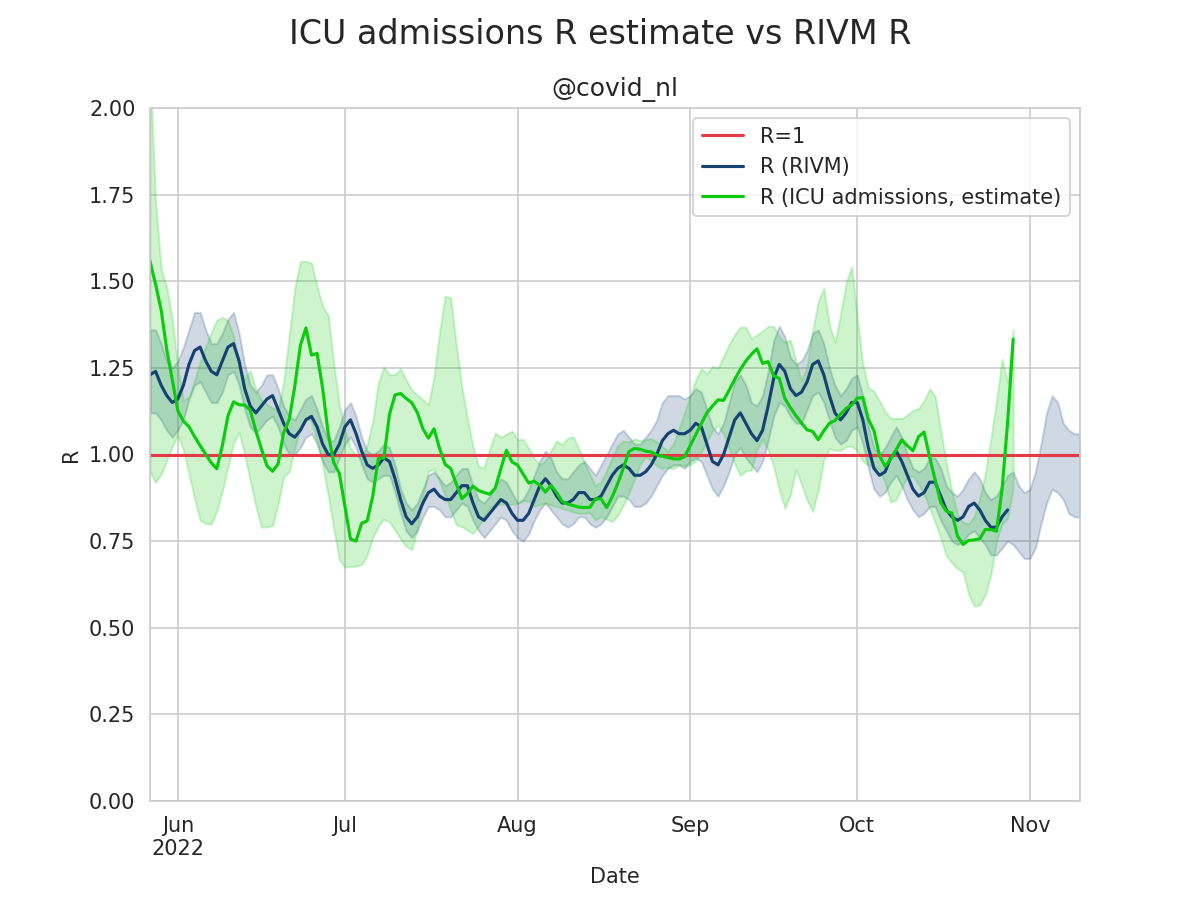 ICU admissions R estimate vs RIVM R
@covid_nl
R=1
R (RIVM)
R (ICU admissions, estimate)
2.00
1.75
1.50
1.25
1.00
0.75
0.50
0.25
0.00
R
Jun Jul Aug Sep Oct Nov
2022
Date